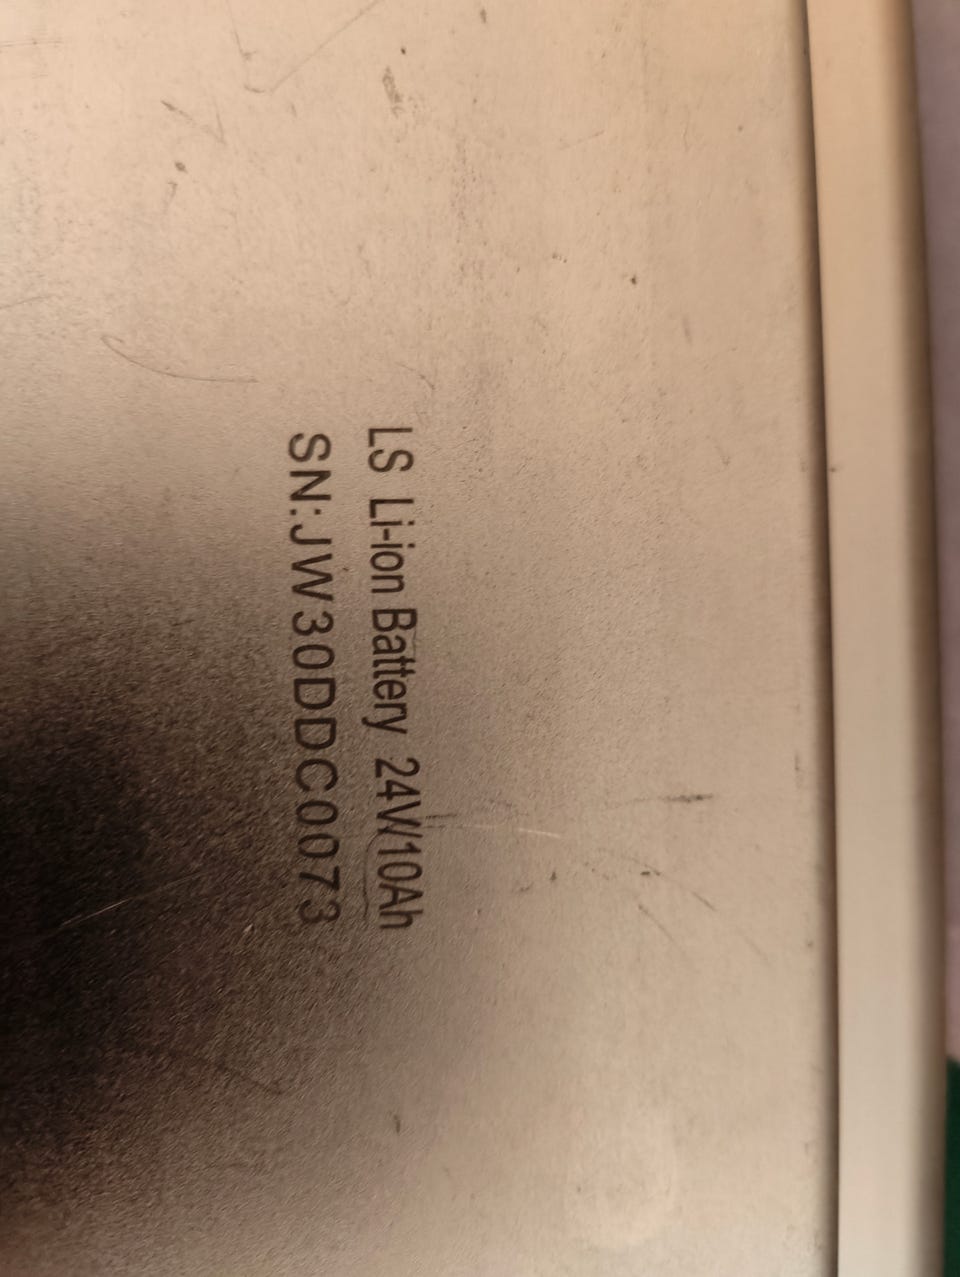 LS Li-ion Battery 24V/10Ah
SN:JW30DDC0073